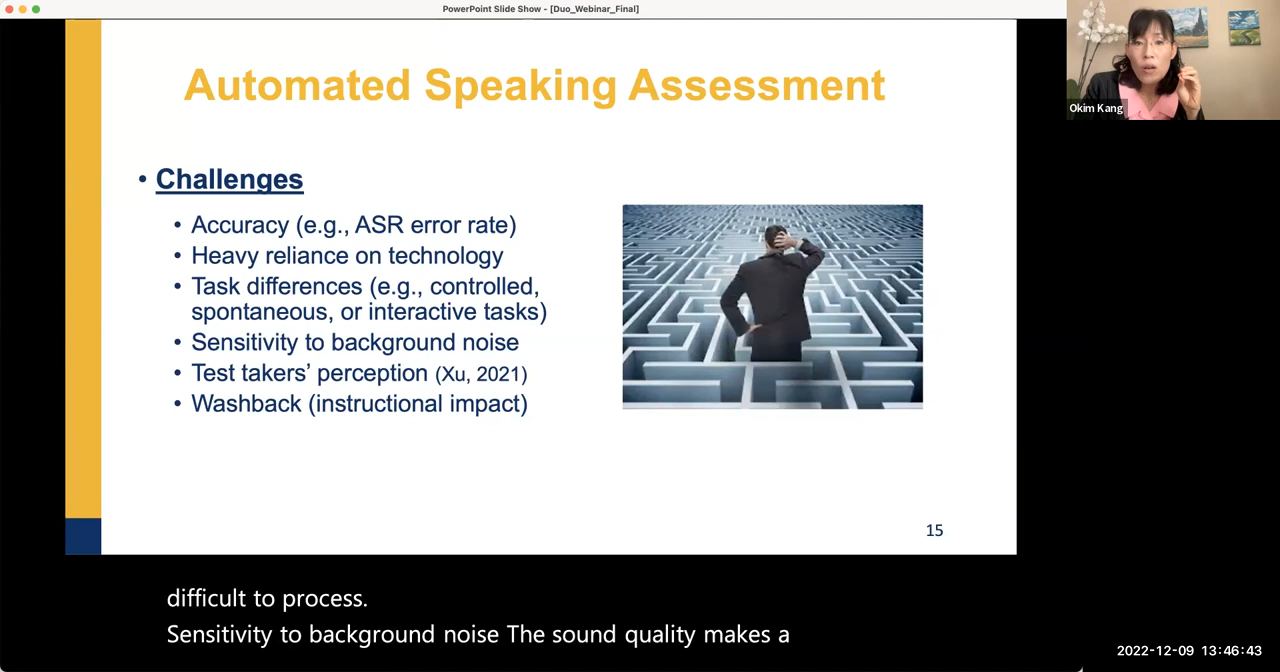 PowerPoint Slide Show - [Duo_Webinar_Final]
Automated Speaking Assessment
• Challenges
• Accuracy (e.g., ASR error rate)
• Heavy reliance on technology
• Task differences (e.g., controlled,
spontaneous, or interactive tasks)
• Sensitivity to background noise
• Test takers’ perception (Xu, 2021)
• Washback (instructional impact)
15
Okim Kang
difficult to process.
Sensitivity to background noise The sound quality makes a
2022-12-09 13:46:43